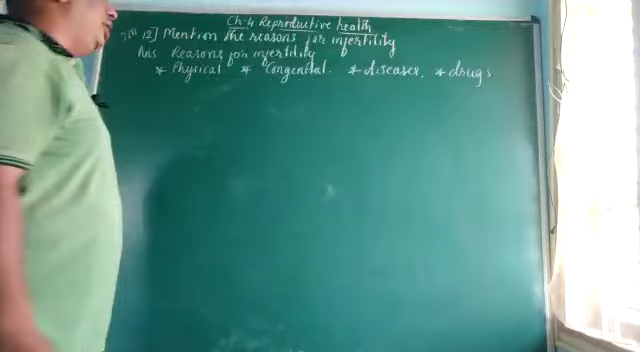 Ch-4 Reproductive health
12] Mention the reasons for infertility
Ans Reasons for infertility
* Physical * Congenital * diseases, * drugs